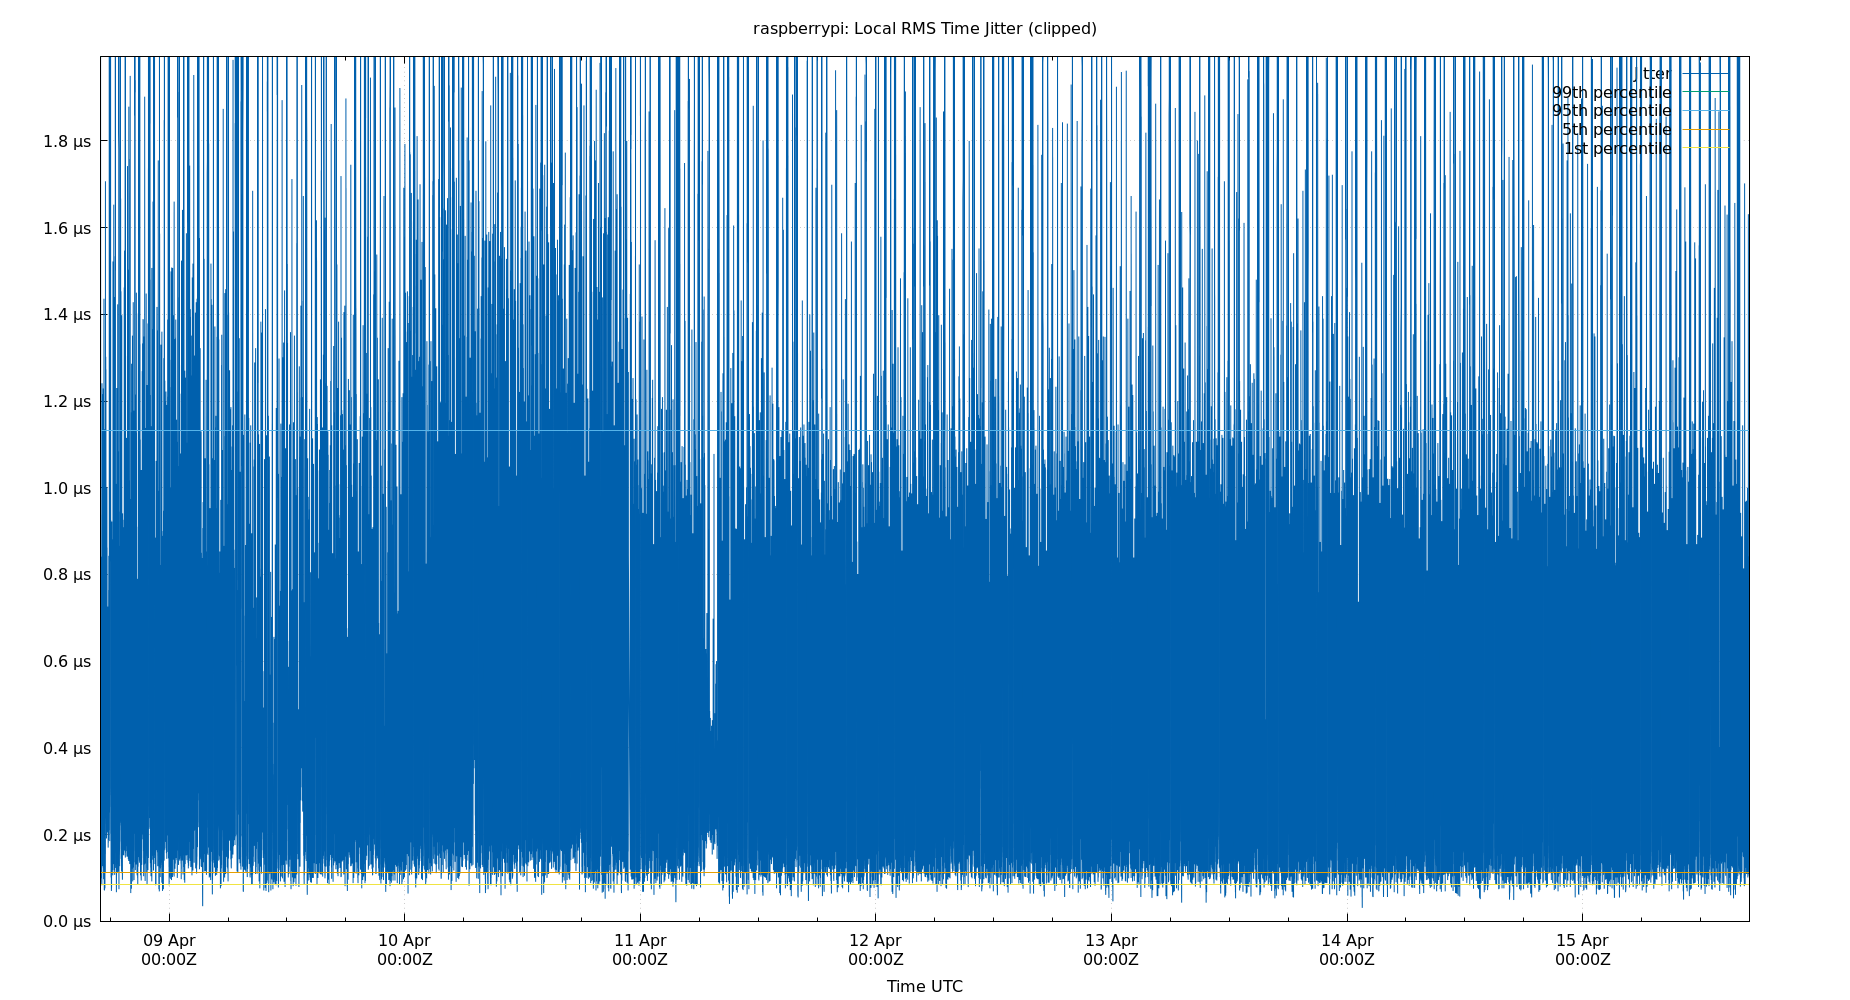 raspberrypi: Local RMS Time Jitter (clipped)
jitter
99th percentile
95th percentile
5th percentile
1st percentile
1.8 µs
1.6 µs
1.4 µs
1.2 µs
1.0 µs
0.8 µs
0.6 µs
0.4 µs
0.2 µs
0.0 µs
09 Apr 10 Apr 11 Apr 12 Apr 13 Apr 14 Apr 15 Apr
00:00Z 00:00Z 00:00Z 00:00Z 00:00Z 00:00Z 00:00Z
Time UTC